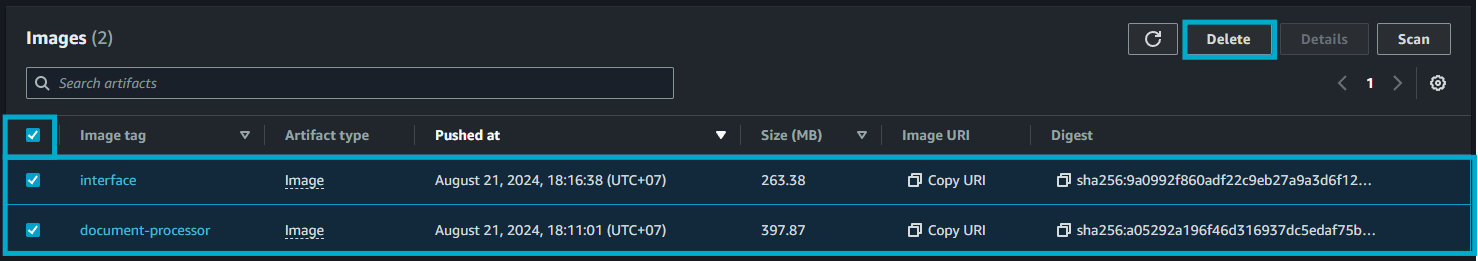 Images (2) Delete Details Scan
Search artifacts 1
Image tag Artifact type Pushed at Size (MB) Image URI Digest
interface Image August 21, 2024, 18:16:38 (UTC+07) 263.38 Copy URI sha256:9a0992f860adf22c9eb27a9a3d6f12...
document-processor Image August 21, 2024, 18:11:01 (UTC+07) 397.87 Copy URI sha256:a05292a196f46d316937dc5edaf75b...